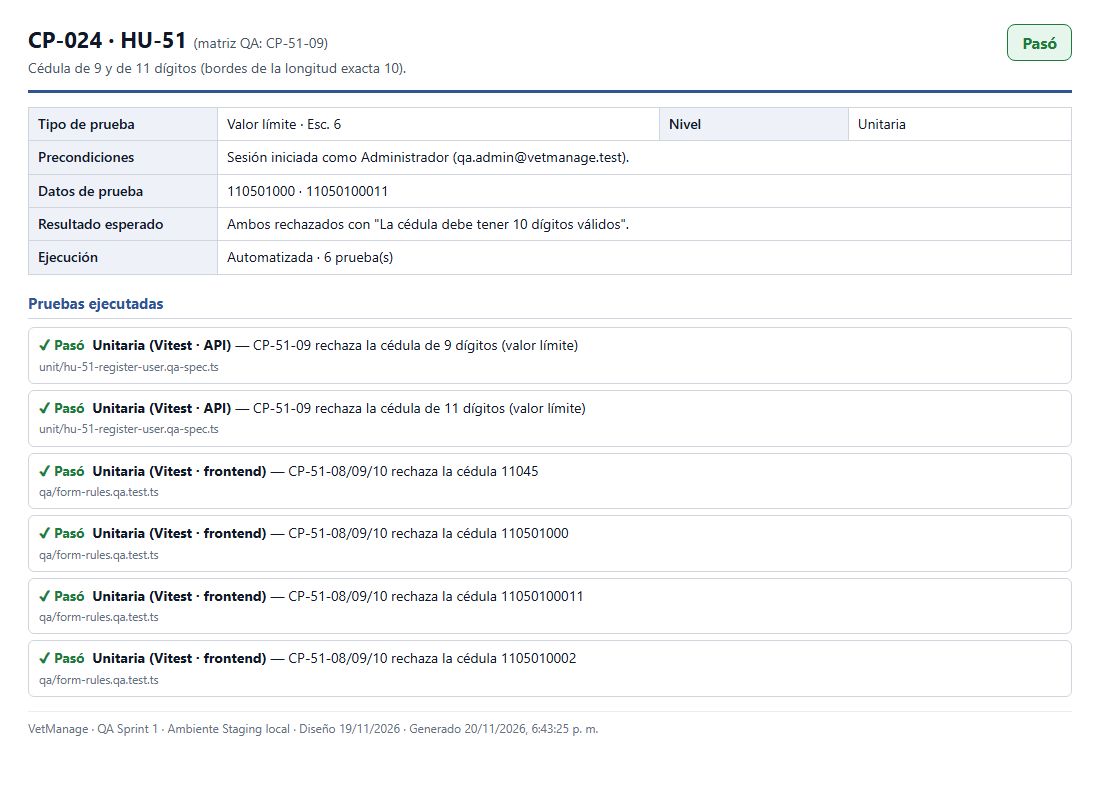 CP-024 · HU-51 (matriz QA: CP-51-09)
Pasó
Cédula de 9 y de 11 dígitos (bordes de la longitud exacta 10).
Tipo de prueba Valor límite · Esc. 6 Nivel Unitaria
Precondiciones Sesión iniciada como Administrador (qa.admin@vetmanage.test).
Datos de prueba 110501000 · 11050100011
Resultado esperado Ambos rechazados con "La cédula debe tener 10 dígitos válidos".
Ejecución Automatizada · 6 prueba(s)
Pruebas ejecutadas
✓ Pasó Unitaria (Vitest · API) — CP-51-09 rechaza la cédula de 9 dígitos (valor límite)
unit/hu-51-register-user.qa-spec.ts
✓ Pasó Unitaria (Vitest · API) — CP-51-09 rechaza la cédula de 11 dígitos (valor límite)
unit/hu-51-register-user.qa-spec.ts
✓ Pasó Unitaria (Vitest · frontend) — CP-51-08/09/10 rechaza la cédula 11045
qa/form-rules.qa.test.ts
✓ Pasó Unitaria (Vitest · frontend) — CP-51-08/09/10 rechaza la cédula 110501000
qa/form-rules.qa.test.ts
✓ Pasó Unitaria (Vitest · frontend) — CP-51-08/09/10 rechaza la cédula 11050100011
qa/form-rules.qa.test.ts
✓ Pasó Unitaria (Vitest · frontend) — CP-51-08/09/10 rechaza la cédula 1105010002
qa/form-rules.qa.test.ts
VetManage · QA Sprint 1 · Ambiente Staging local · Diseño 19/11/2026 · Generado 20/11/2026, 6:43:25 p. m.